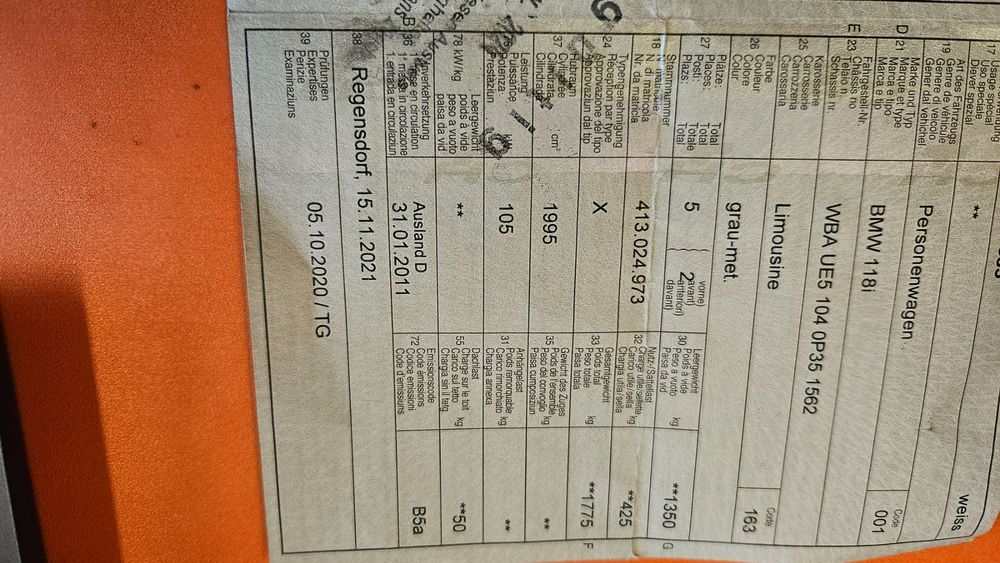 17
Usage spécial
Uso speciale
Diever spezial
**
weiss
19
Art des Fahrzeugs
Genre de véhicule
Genere di veicolo
Gener dal vehichel
Personenwagen
Code
001
D 21
Marke und Typ
Marque et type
Marca e tipo
Marca e tip
BMW 118i
E 23
Fahrgestell-Nr.
Châssis no
Telaio n.
Schassis nr.
WBA UE5 104 0P35 1562
25
Karosserie
Carrosserie
Carrozzeria
Carossaria
Limousine
Code
163
26
Farbe
Couleur
Colore
Colur
grau-met.
27
Plätze: Total
Places: Total
Posti: Totale
Plazs: Total
5
vorne)
2 avant)
anteriori)
davant)
30
Leergewicht
Poids à vide
Peso a vuoto
Paisa da vid
kg
**1350
G
18
Stammnummer
N. di matricola
Nr. da matricla
413.024.973
32
Nutz-/Sattellast
Charge utile/sellette
Carico utile/sella
Chargia utila/sella
kg
**425
24
Typengenehmigung
Réception par type
Approvazione del tipo
Approvaziun dal tip
X
33
Gesamtgewicht
Poids total
Peso totale
Paisa totala
kg
**1775
F
37
Hubraum
Cylindrée
Cilindrata
Cilindrada
cm³
1995
35
Gewicht des Zuges
Poids de l'ensemble
Peso del convoglio
Paisa cumposiziun
kg
**
Leistung
Puissance
Potenza
Prestaziun
kW
105
31
Anhängelast
Poids remorquable
Carico rimorchiato
Chargia annexa
kg
**
78 kW/kg
Leergewicht
poids à vide
peso a vuoto
paisa da vid
**
55
Dachlast
Charge sur le toit
Carico sul tetto
Chargia sin il tetg
kg
**50
B 36
1. Inverkehrsetzung
1re mise en circulation
1a messa in circolazione
1. entrada en circulaziun
Ausland D
31.01.2011
72
Emissionscode
Code émissions
Codice emissioni
Code d'emissiuns
B5a
38
Regensdorf, 15.11.2021
39
Prüfungen
Expertises
Perizie
Examinaziuns
05.10.2020 / TG